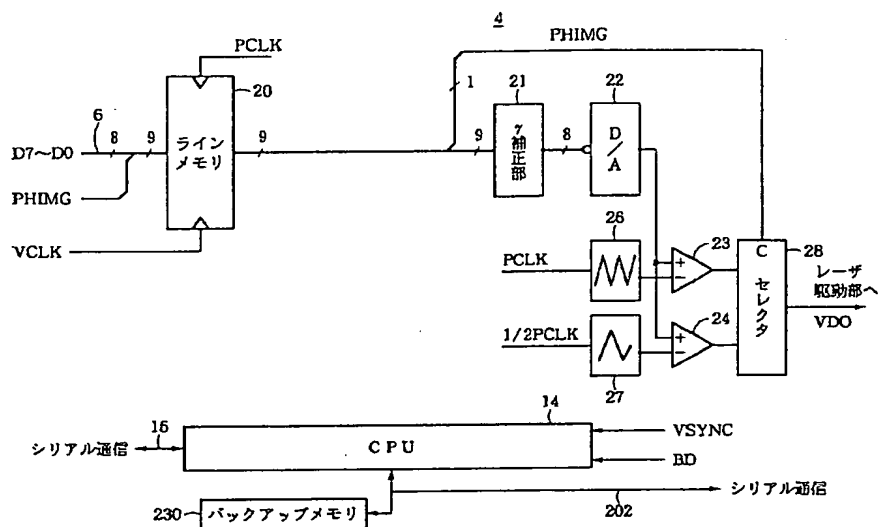 4
PCLK
PHIMG
20
1
21
22
6
8
9
9
9
8
D7〜D0
ライン
メモリ
γ補正部
D/A
PHIMG
VCLK
26
23
C
28
PCLK
+
−
セレクタ
レーザ
駆動部へ
VDO
24
1/2PCLK
+
−
27
14
15
シリアル通信
CPU
VSYNC
BD
230
バックアップメモリ
202
シリアル通信